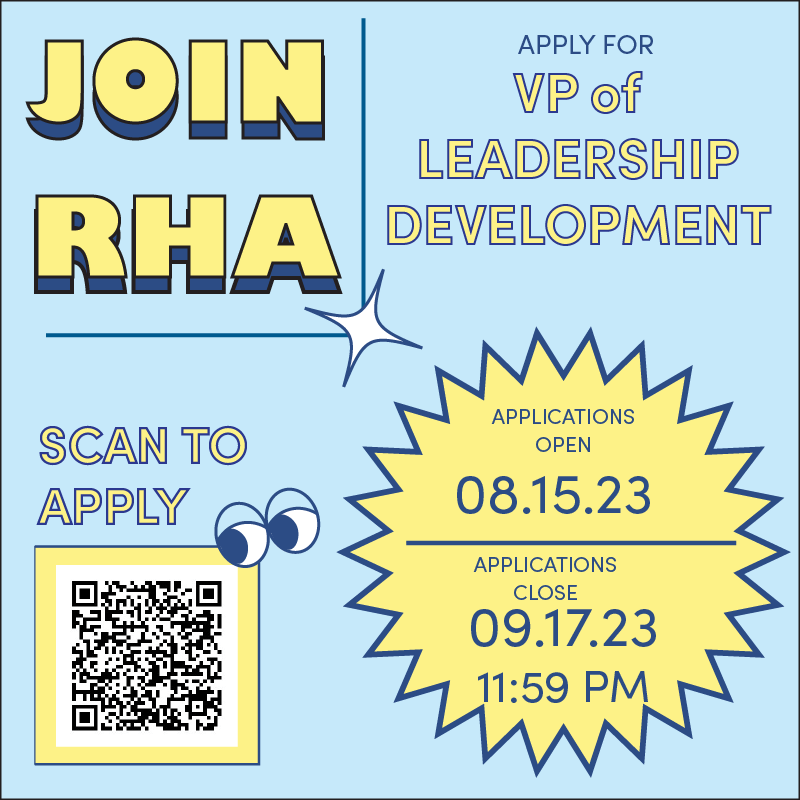 JOIN
RHA
APPLY FOR
VP of
LEADERSHIP
DEVELOPMENT
SCAN TO
APPLY
APPLICATIONS
OPEN
08.15.23
APPLICATIONS
CLOSE
09.17.23
11:59 PM